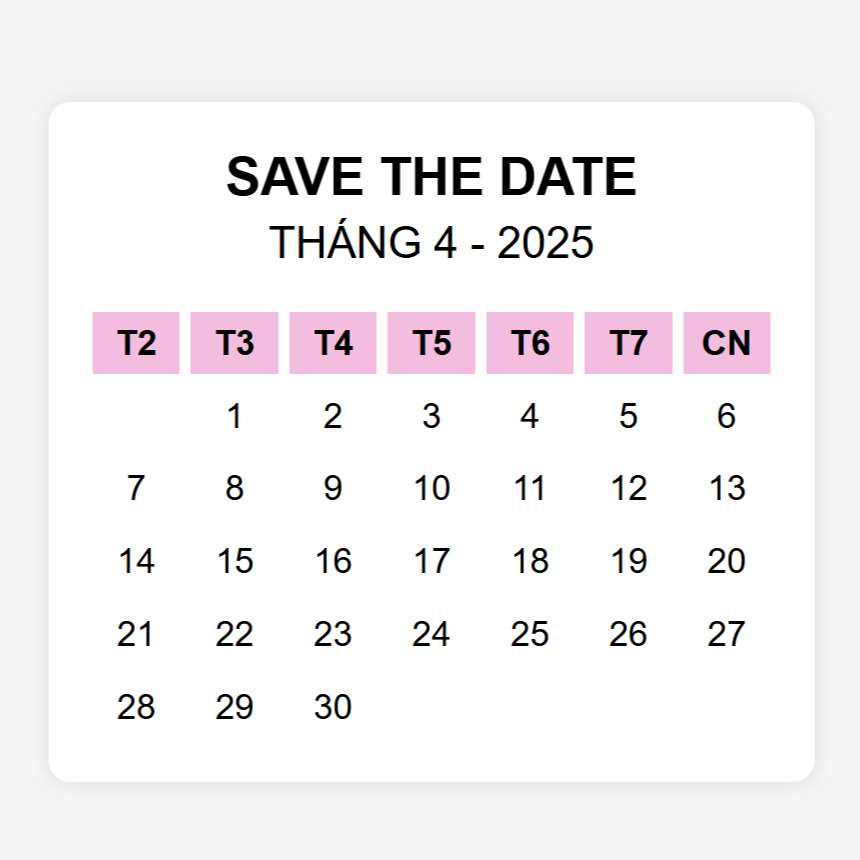 SAVE THE DATE
THÁNG 4 - 2025
T2 T3 T4 T5 T6 T7 CN
1 2 3 4 5 6
7 8 9 10 11 12 13
14 15 16 17 18 19 20
21 22 23 24 25 26 27
28 29 30